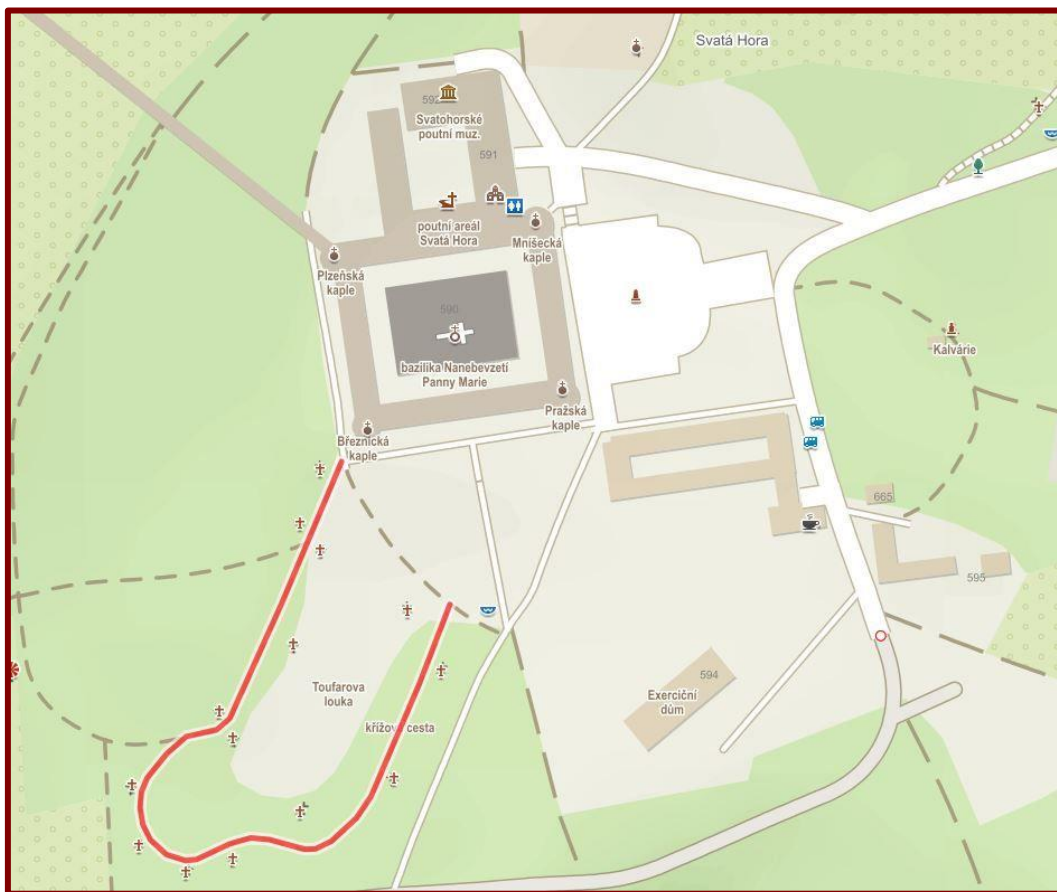 Svatá Hora
592
Svatohorské
poutní muz.
591
poutní areál
Svatá Hora
Mníšecká
kaple
Plzeňská
kaple
590
bazilika Nanebevzetí
Panny Marie
Kalvárie
Pražská
kaple
Březnická
kaple
665
595
594
Exerciční
dům
Toufarova
louka
křížová cesta